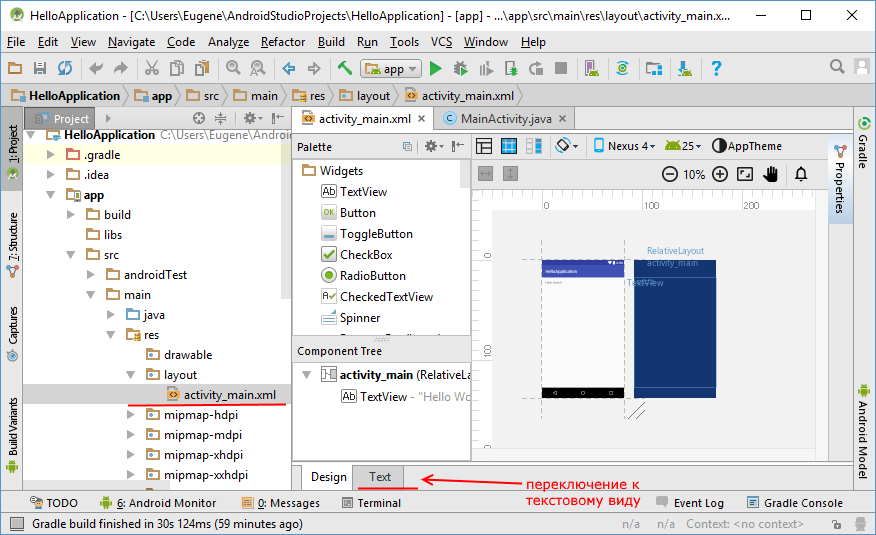 HelloApplication - [C:\Users\Eugene\AndroidStudioProjects\HelloApplication] - [app] - ...\app\src\main\res\layout\activity_main.x...
File Edit View Navigate Code Analyze Refactor Build Run Tools VCS Window Help
app
HelloApplication app src main res layout activity_main.xml
1: Project
7: Structure
Captures
Build Variants
Project
HelloApplication C:\Users\Eugene\Androi
.gradle
.idea
app
build
libs
src
androidTest
main
java
res
drawable
layout
activity_main.xml
mipmap-hdpi
mipmap-mdpi
mipmap-xhdpi
mipmap-xxhdpi
activity_main.xml MainActivity.java
Palette
Widgets
Ab TextView
OK Button
ToggleButton
CheckBox
RadioButton
A CheckedTextView
Spinner
Component Tree
activity_main (RelativeLa
Ab TextView - "Hello Wo
Nexus 4 25 AppTheme
10%
0 100 200
0
100
RelativeLayout
activity_main
HelloApplication
TextView
Properties
Gradle
Android Model
Design Text
переключение к
текстовому виду
TODO 6: Android Monitor 0: Messages Terminal Event Log Gradle Console
Gradle build finished in 30s 124ms (59 minutes ago) n/a n/a Context: <no context>